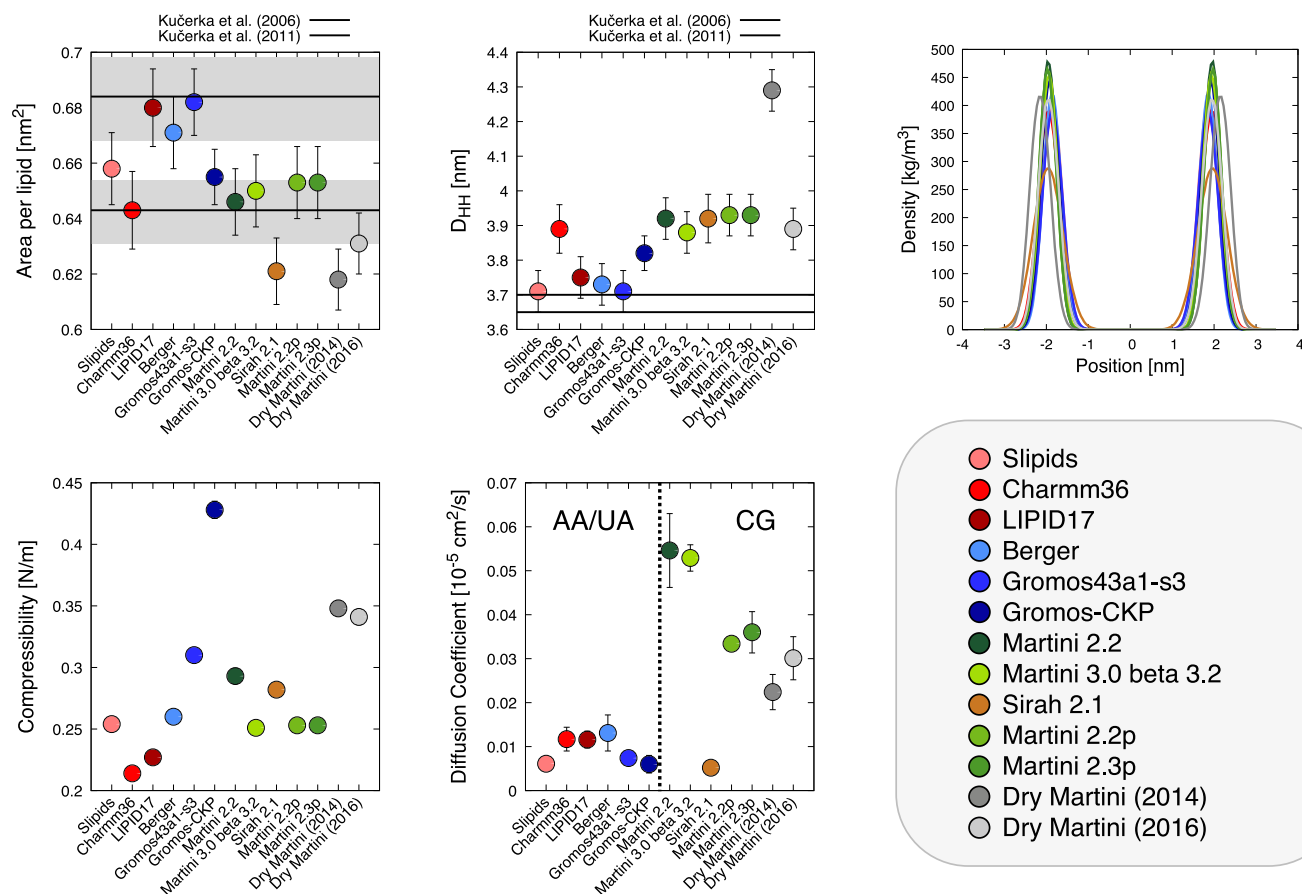 Kučerka et al. (2006)
Kučerka et al. (2011)
0.7
0.68
0.66
0.64
0.62
0.6
Area per lipid [nm²]
Slipids
Charmm36
LIPID17
Berger
Gromos43a1-s3
Gromos-CKP
Martini 2.2
Martini 3.0 beta 3.2
Sirah 2.1
Martini 2.2p
Martini 2.3p
Dry Martini (2014)
Dry Martini (2016)
Kučerka et al. (2006)
Kučerka et al. (2011)
4.4
4.3
4.2
4.1
4
3.9
3.8
3.7
3.6
D_HH [nm]
Slipids
Charmm36
LIPID17
Berger
Gromos43a1-s3
Gromos-CKP
Martini 2.2
Martini 3.0 beta 3.2
Sirah 2.1
Martini 2.2p
Martini 2.3p
Dry Martini (2014)
Dry Martini (2016)
500
450
400
350
300
250
200
150
100
50
0
Density [kg/m³]
-4 -3 -2 -1 0 1 2 3 4
Position [nm]
0.45
0.4
0.35
0.3
0.25
0.2
Compressibility [N/m]
Slipids
Charmm36
LIPID17
Berger
Gromos43a1-s3
Gromos-CKP
Martini 2.2
Martini 3.0 beta 3.2
Sirah 2.1
Martini 2.2p
Martini 2.3p
Dry Martini (2014)
Dry Martini (2016)
0.07
0.06
0.05
0.04
0.03
0.02
0.01
0
Diffusion Coefficient [10⁻⁵ cm²/s]
AA/UA CG
Slipids
Charmm36
LIPID17
Berger
Gromos43a1-s3
Gromos-CKP
Martini 2.2
Martini 3.0 beta 3.2
Sirah 2.1
Martini 2.2p
Martini 2.3p
Dry Martini (2014)
Dry Martini (2016)
Slipids
Charmm36
LIPID17
Berger
Gromos43a1-s3
Gromos-CKP
Martini 2.2
Martini 3.0 beta 3.2
Sirah 2.1
Martini 2.2p
Martini 2.3p
Dry Martini (2014)
Dry Martini (2016)